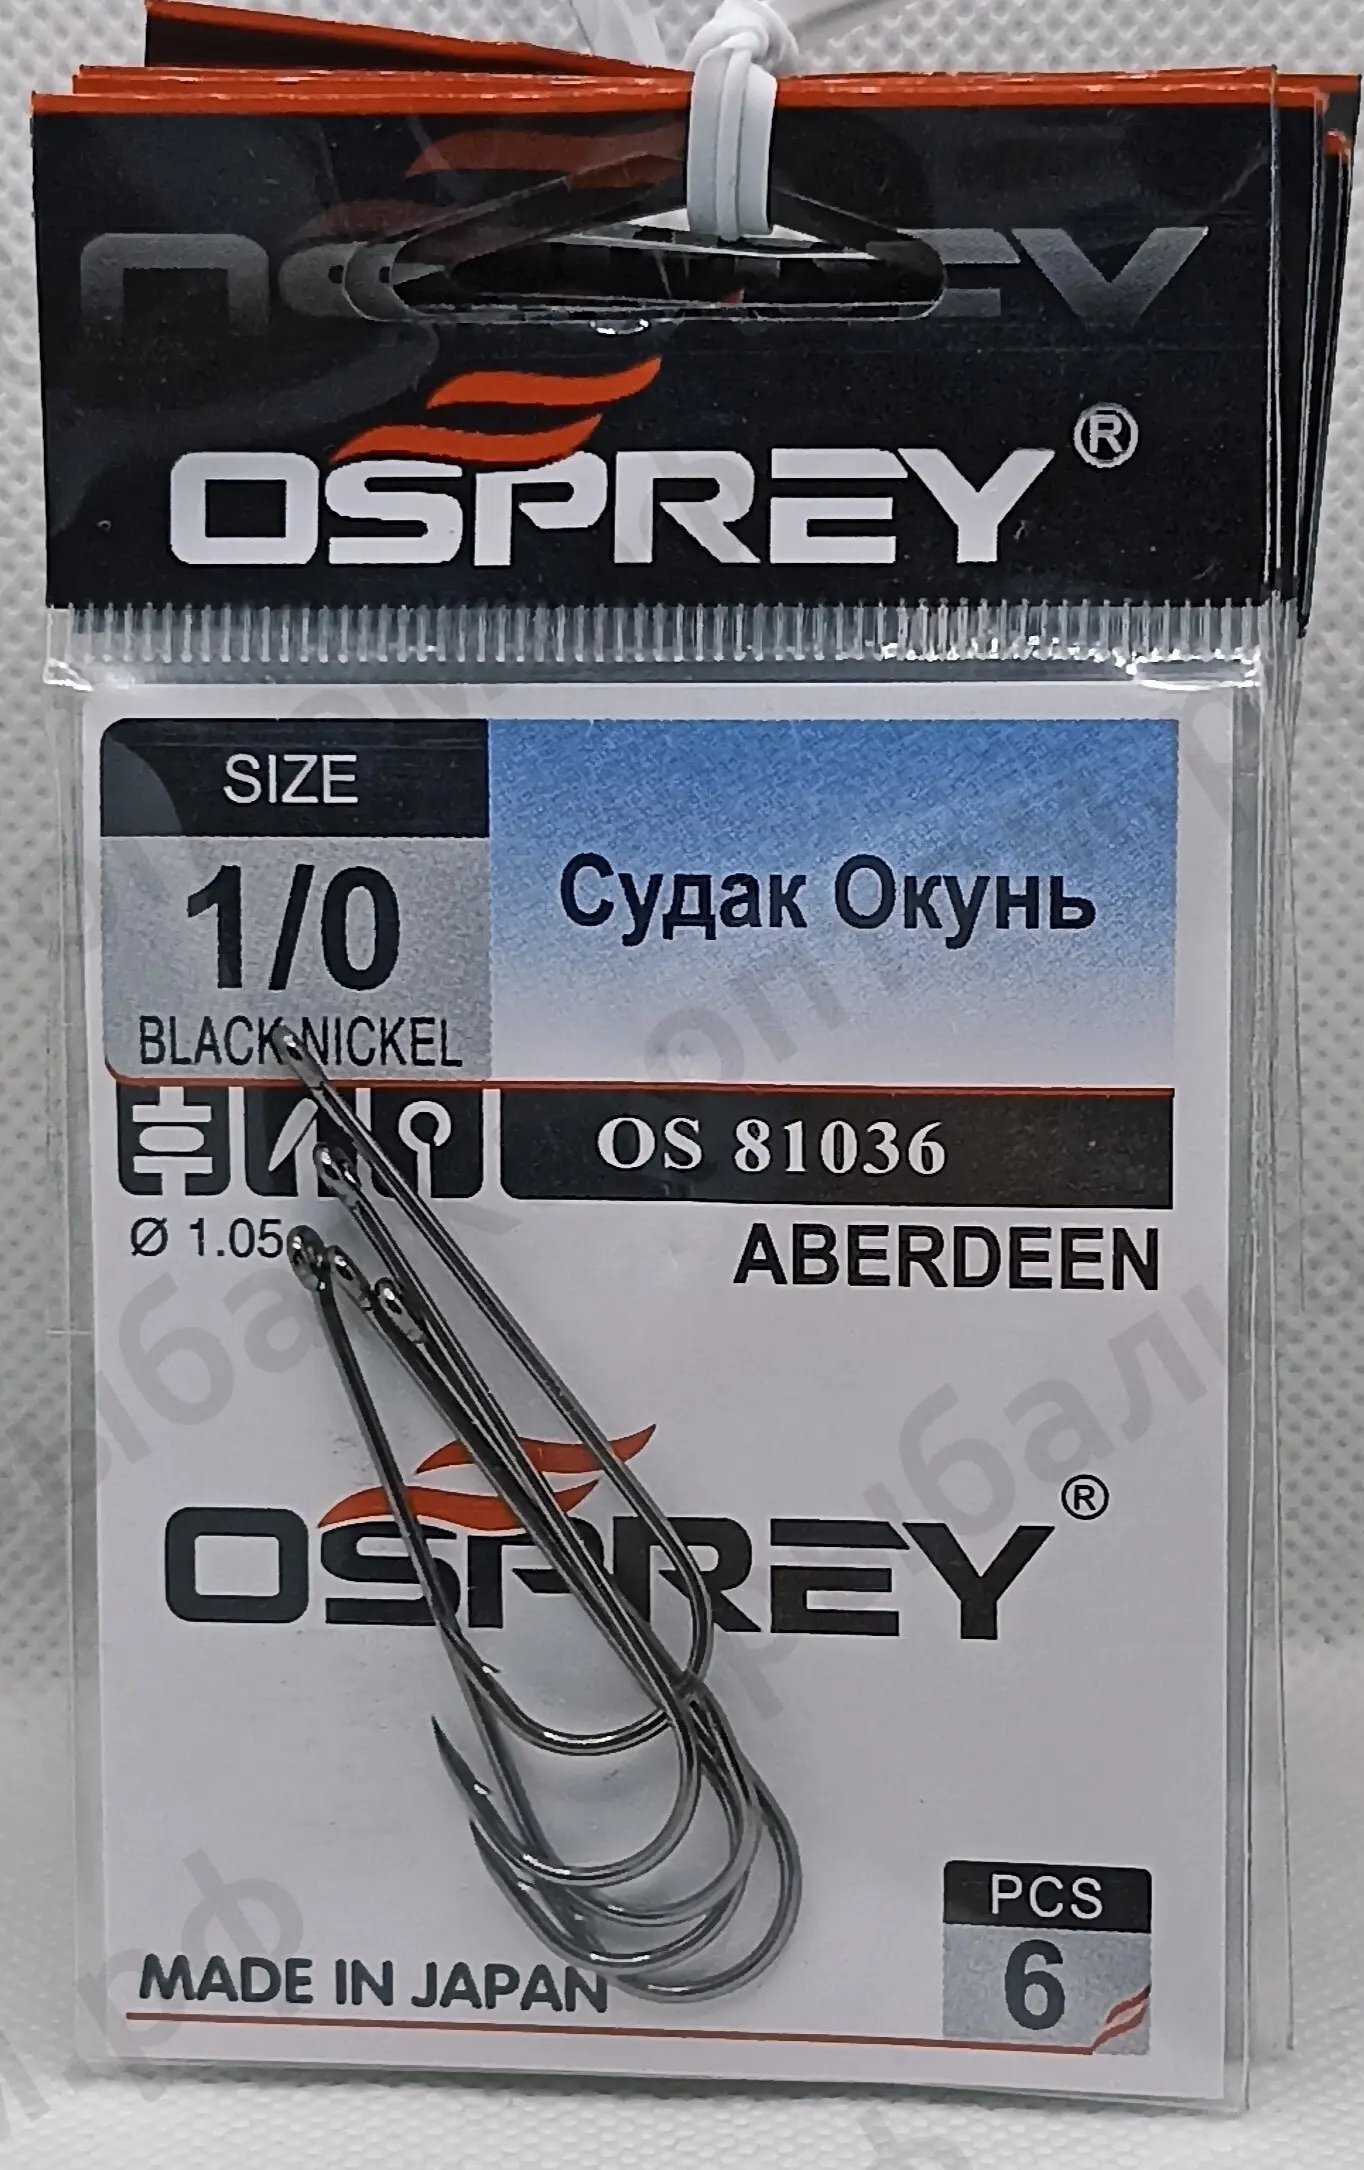 OSPREY®
SIZE
1/0
BLACK NICKEL
Судак Окунь
OS 81036
Ø 1.05
ABERDEEN
OSPREY®
PCS
6
MADE IN JAPAN